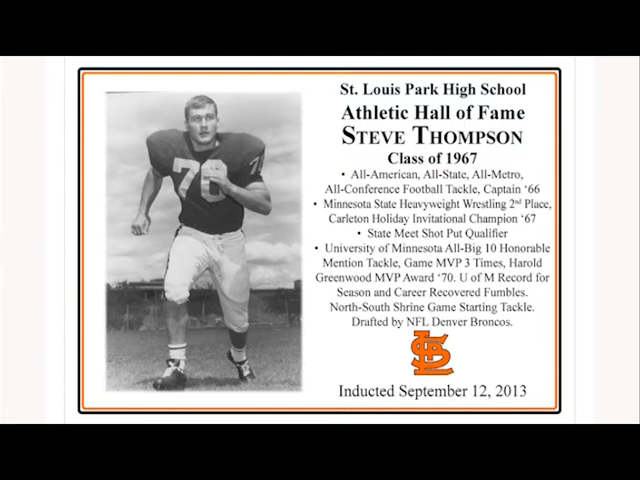 St. Louis Park High School
Athletic Hall of Fame
STEVE THOMPSON
Class of 1967
• All-American, All-State, All-Metro,
All-Conference Football Tackle, Captain ‘66
• Minnesota State Heavyweight Wrestling 2nd Place,
Carleton Holiday Invitational Champion ‘67
• State Meet Shot Put Qualifier
• University of Minnesota All-Big 10 Honorable
Mention Tackle, Game MVP 3 Times, Harold
Greenwood MVP Award ‘70. U of M Record for
Season and Career Recovered Fumbles.
North-South Shrine Game Starting Tackle.
Drafted by NFL Denver Broncos.
SL
Inducted September 12, 2013
70